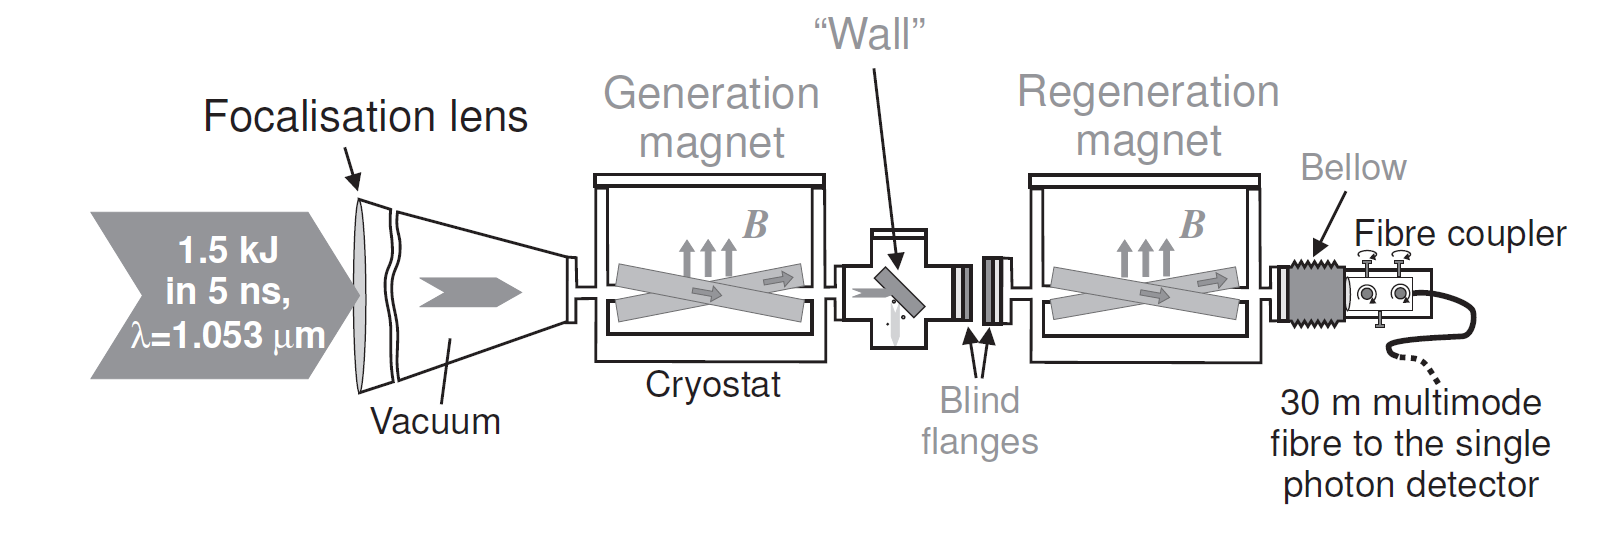 “Wall”
Generation
magnet
Regeneration
magnet
Focalisation lens
Bellow
Fibre coupler
B
B
1.5 kJ
in 5 ns,
λ=1.053 μm
Vacuum
Cryostat
Blind
flanges
30 m multimode
fibre to the single
photon detector